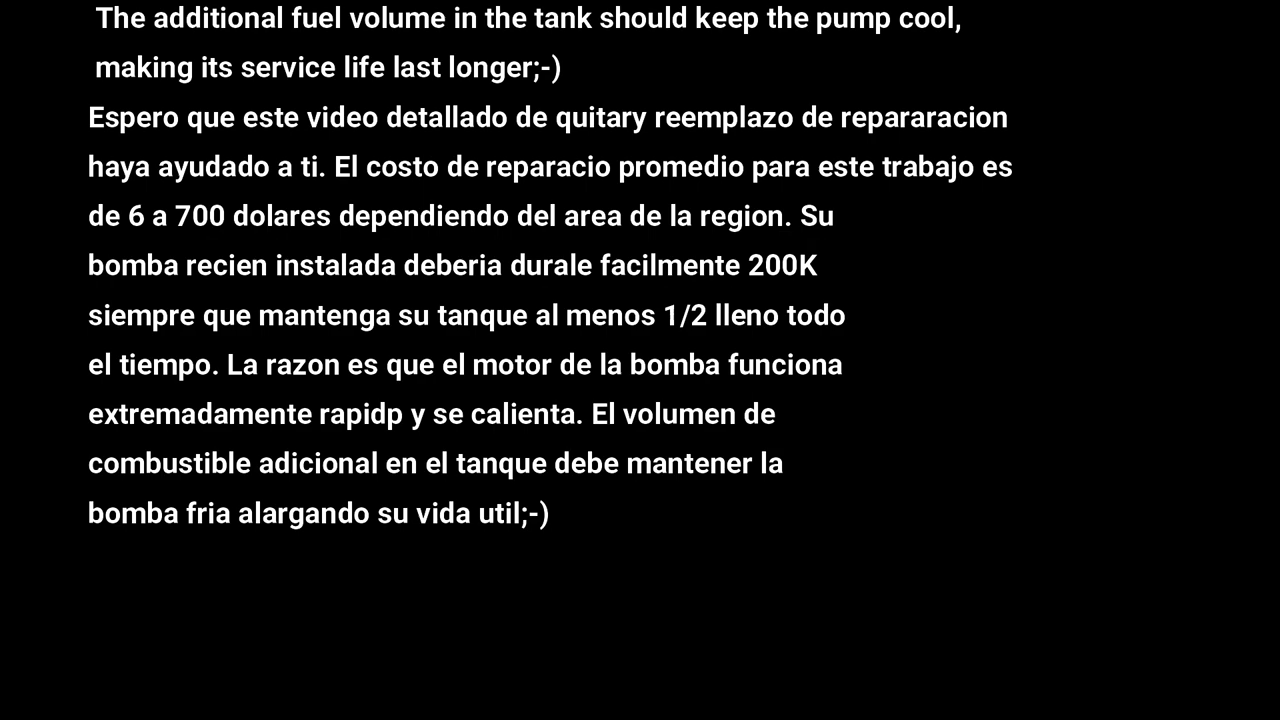 The additional fuel volume in the tank should keep the pump cool,
making its service life last longer;-)
Espero que este video detallado de quitary reemplazo de repararacion
haya ayudado a ti. El costo de reparacio promedio para este trabajo es
de 6 a 700 dolares dependiendo del area de la region. Su
bomba recien instalada deberia durale facilmente 200K
siempre que mantenga su tanque al menos 1/2 lleno todo
el tiempo. La razon es que el motor de la bomba funciona
extremadamente rapidp y se calienta. El volumen de
combustible adicional en el tanque debe mantener la
bomba fria alargando su vida util;-)